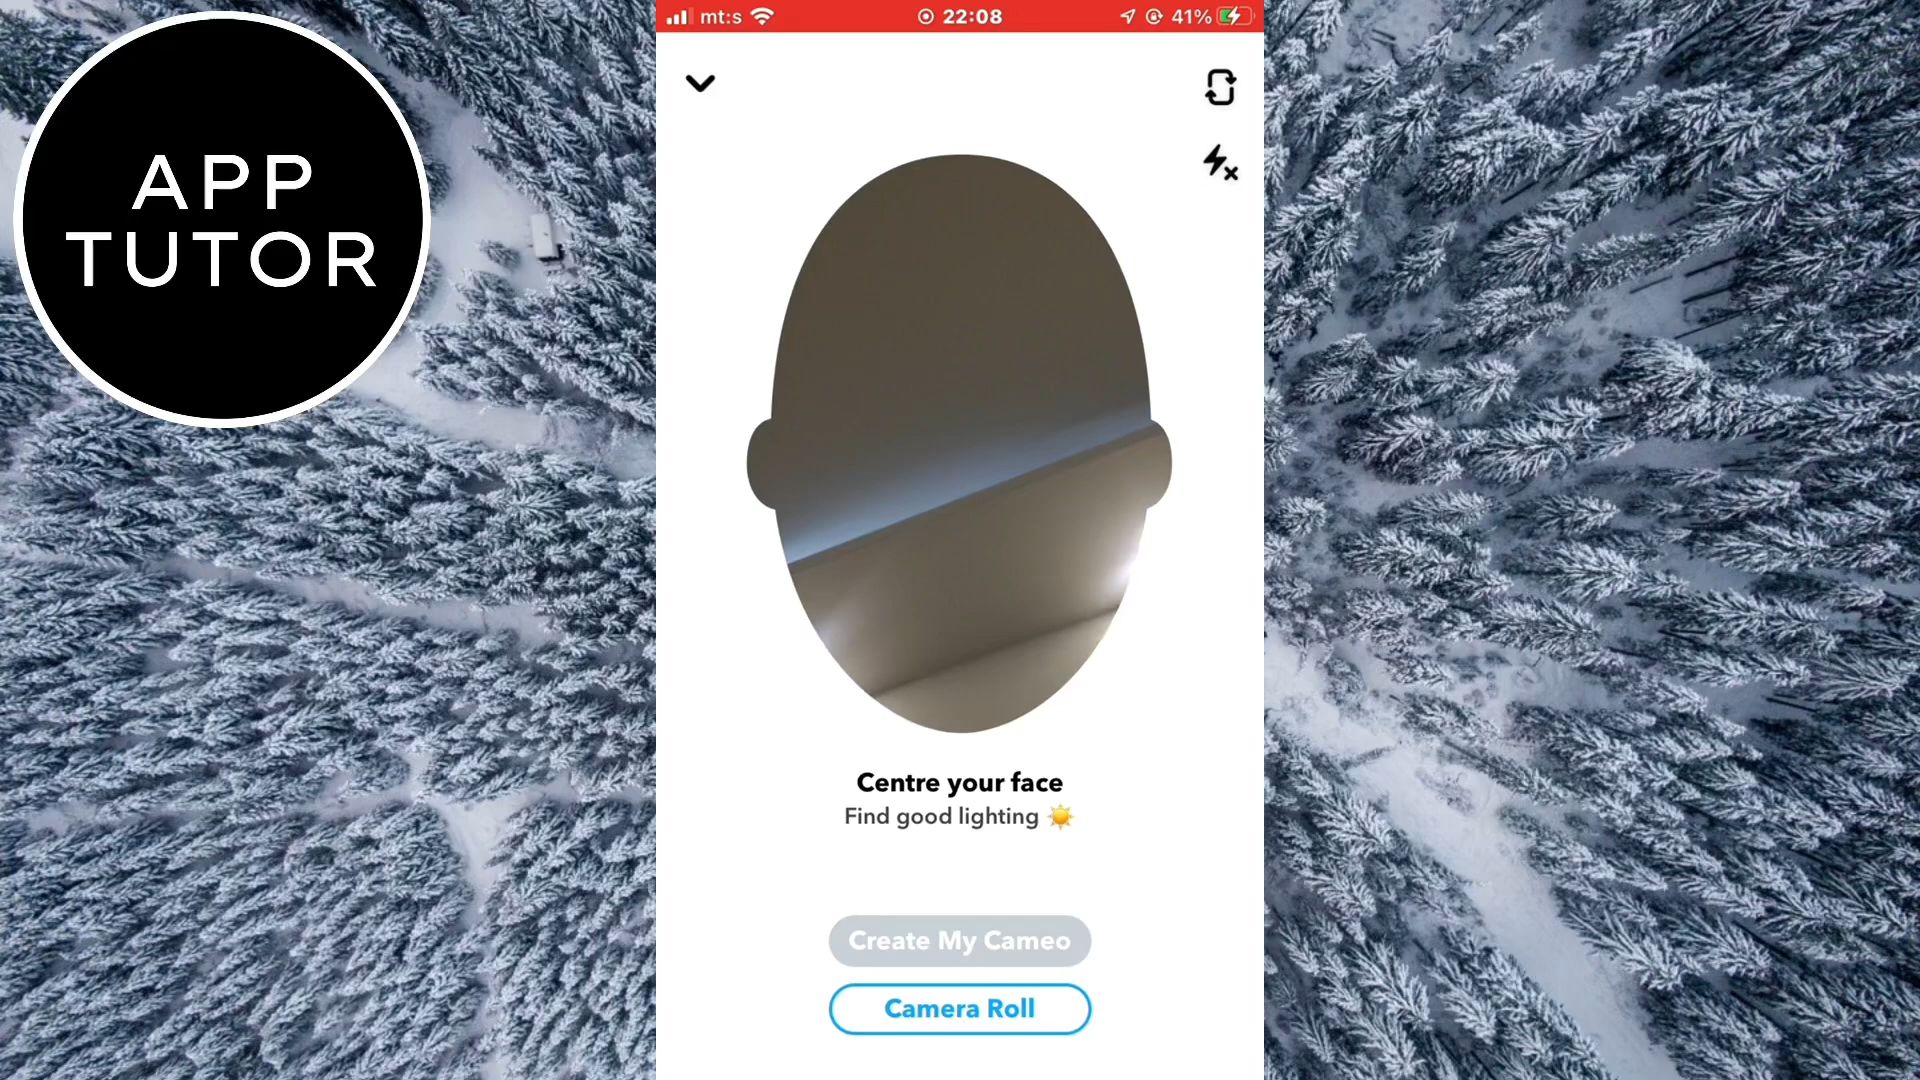 APP
TUTOR
mt:s
22:08
41%
Centre your face
Find good lighting ☀️
Create My Cameo
Camera Roll